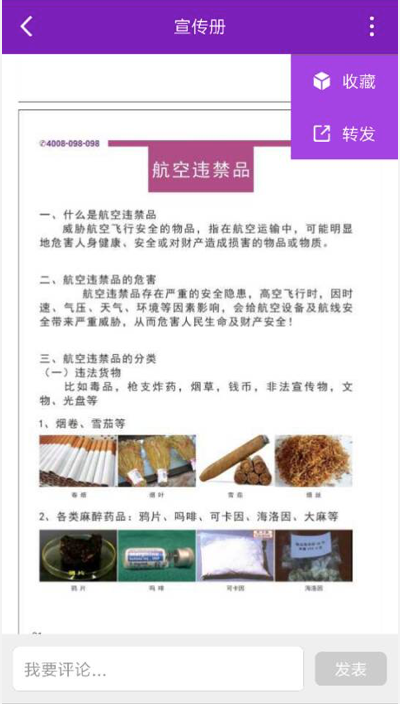 宣传册
收藏
转发
✆4008-098-098
航空违禁品
一、什么是航空违禁品
威胁航空飞行安全的物品，指在航空运输中，可能明显
地危害人身健康、安全或对财产造成损害的物品或物质。
二、航空违禁品的危害
航空违禁品存在严重的安全隐患，高空飞行时，因时
速、气压、天气、环境等因素影响，会给航空设备及航线安
全带来严重威胁，从而危害人民生命及财产安全！
三、航空违禁品的分类
（一）违法货物
比如毒品，枪支炸药，烟草，钱币，非法宣传物，文
物、光盘等
1、烟卷、雪茄等
卷烟 烟叶 雪茄 烟丝
2、各类麻醉药品：鸦片、吗啡、可卡因、海洛因、大麻等
鸦片 吗啡 可卡因 海洛因
我要评论...
发表